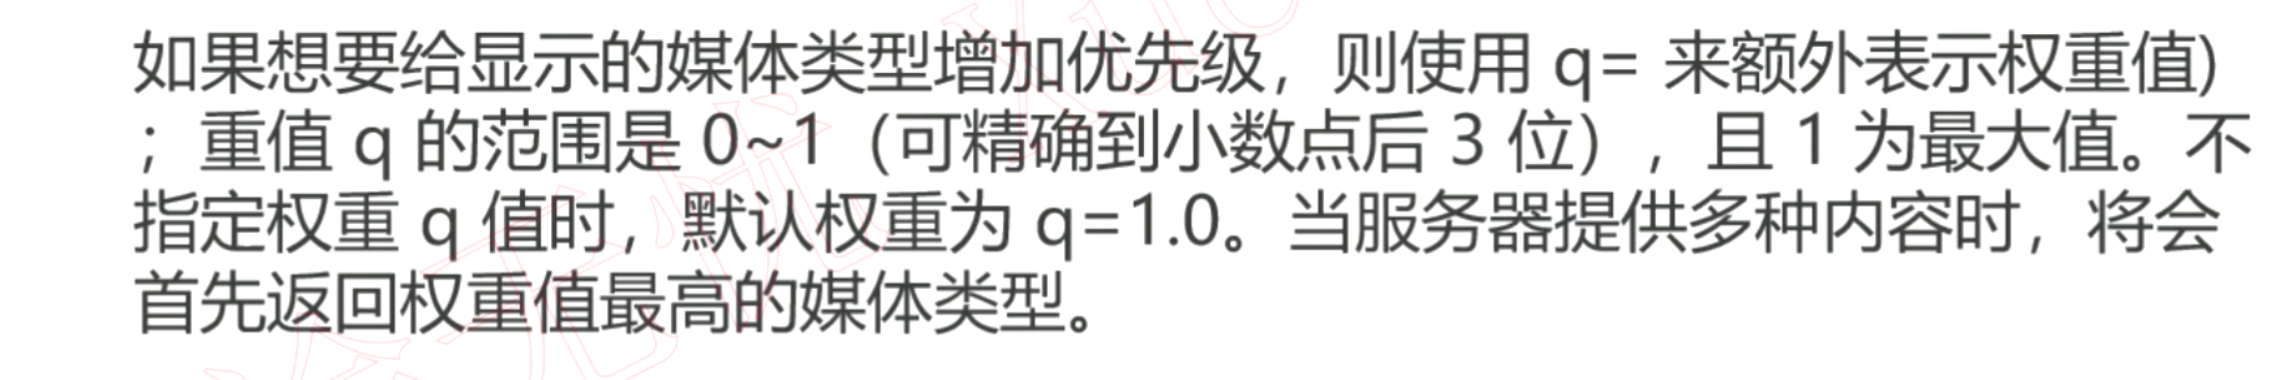 如果想要给显示的媒体类型增加优先级，则使用 q= 来额外表示权重值)
；重值 q 的范围是 0~1（可精确到小数点后 3 位），且 1 为最大值。不
指定权重 q 值时，默认权重为 q=1.0。当服务器提供多种内容时，将会
首先返回权重值最高的媒体类型。